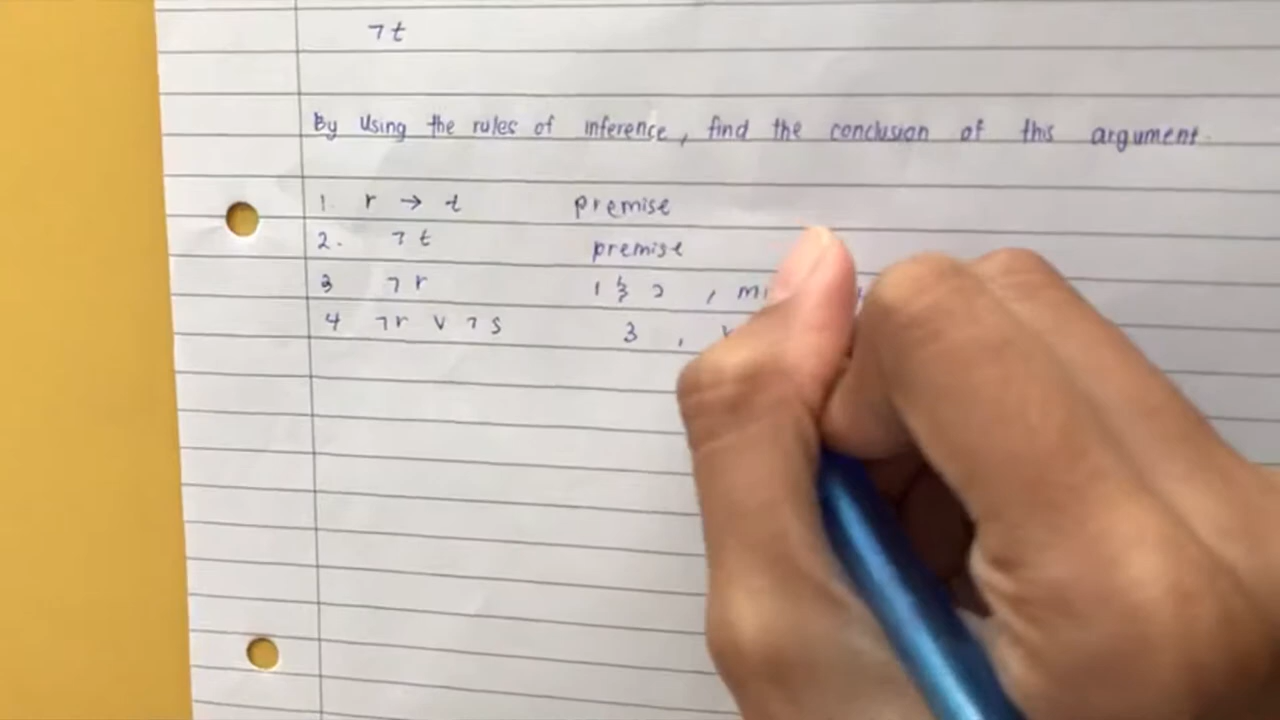 ¬t
By using the rules of inference, find the conclusion of this argument.
1. r → t premise
2. ¬t premise
3 ¬r 1 & 2 ,
4 ¬r ∨ ¬s 3 ,